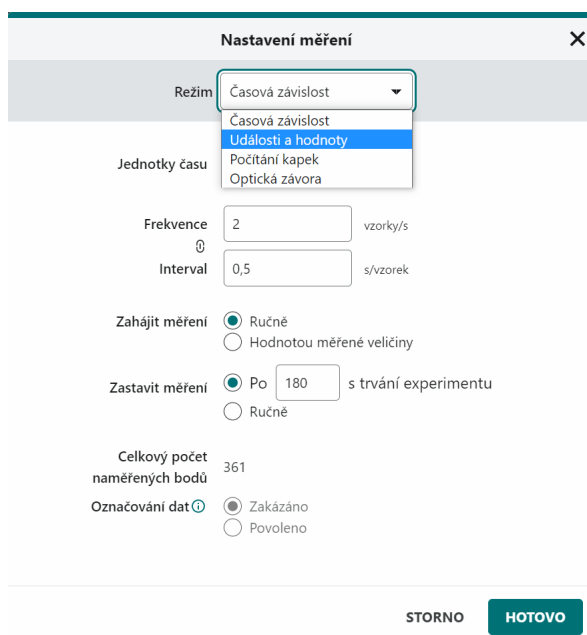 Nastavení měření
Režim Časová závislost
Časová závislost
Události a hodnoty
Počítání kapek
Optická závora
Jednotky času
Frekvence 2 vzorky/s
Interval 0,5 s/vzorek
Zahájit měření Ručně
Hodnotou měřené veličiny
Zastavit měření Po 180 s trvání experimentu
Ručně
Celkový počet
naměřených bodů 361
Označování dat Zakázáno
Povoleno
STORNO HOTOVO